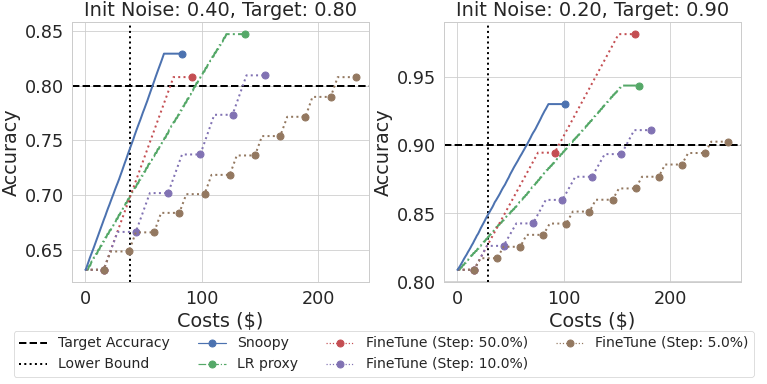 Init Noise: 0.40, Target: 0.80
Accuracy
0.85
0.80
0.75
0.70
0.65
0
100
200
Costs ($)
Init Noise: 0.20, Target: 0.90
Accuracy
0.95
0.90
0.85
0.80
0
100
200
Costs ($)
Target Accuracy
Lower Bound
Snoopy
LR proxy
FineTune (Step: 50.0%)
FineTune (Step: 10.0%)
FineTune (Step: 5.0%)